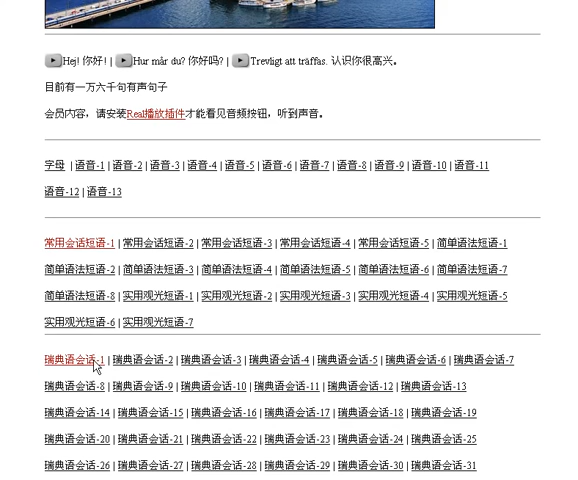 Hej! 你好! | Hur mår du? 你好吗? | Trevligt att träffas. 认识你很高兴。
目前有一万六千句有声句子
会员内容，请安装Real播放插件才能看见音频按钮，听到声音。
字母 | 语音-1 | 语音-2 | 语音-3 | 语音-4 | 语音-5 | 语音-6 | 语音-7 | 语音-8 | 语音-9 | 语音-10 | 语音-11
语音-12 | 语音-13
常用会话短语-1 | 常用会话短语-2 | 常用会话短语-3 | 常用会话短语-4 | 常用会话短语-5 | 简单语法短语-1
简单语法短语-2 | 简单语法短语-3 | 简单语法短语-4 | 简单语法短语-5 | 简单语法短语-6 | 简单语法短语-7
简单语法短语-8 | 实用观光短语-1 | 实用观光短语-2 | 实用观光短语-3 | 实用观光短语-4 | 实用观光短语-5
实用观光短语-6 | 实用观光短语-7
瑞典语会话-1 | 瑞典语会话-2 | 瑞典语会话-3 | 瑞典语会话-4 | 瑞典语会话-5 | 瑞典语会话-6 | 瑞典语会话-7
瑞典语会话-8 | 瑞典语会话-9 | 瑞典语会话-10 | 瑞典语会话-11 | 瑞典语会话-12 | 瑞典语会话-13
瑞典语会话-14 | 瑞典语会话-15 | 瑞典语会话-16 | 瑞典语会话-17 | 瑞典语会话-18 | 瑞典语会话-19
瑞典语会话-20 | 瑞典语会话-21 | 瑞典语会话-22 | 瑞典语会话-23 | 瑞典语会话-24 | 瑞典语会话-25
瑞典语会话-26 | 瑞典语会话-27 | 瑞典语会话-28 | 瑞典语会话-29 | 瑞典语会话-30 | 瑞典语会话-31